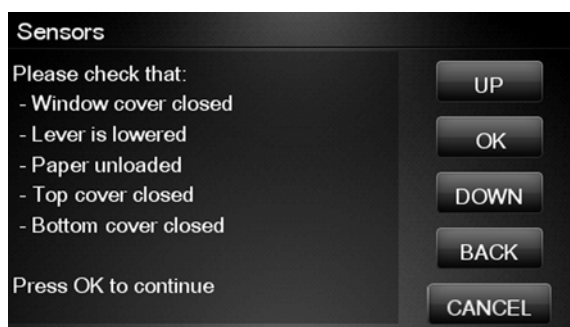 Sensors
Please check that:
- Window cover closed
- Lever is lowered
- Paper unloaded
- Top cover closed
- Bottom cover closed
Press OK to continue
UP
OK
DOWN
BACK
CANCEL